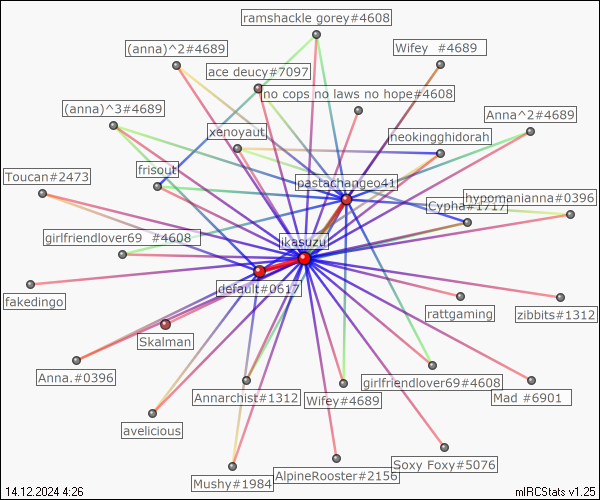 ramshackle gorey#4608
(anna)^2#4689
Wifey #4689
ace deucy#7097
no cops no laws no hope#4608
(anna)^3#4689
Anna^2#4689
xenoyaut
neokingghidorah
frisout
Toucan#2473
pastachangeo41
hypomanianna#0396
Cypha#1717
girlfriendlover69 #4608
jkasuzu
default#0617
fakedingo
rattgaming
zibbits#1312
Skalman
Anna.#0396
girlfriendlover69#4608
Annarchist#1312
Wifey#4689
Mad #6901
avelicious
Soxy Foxy#5076
AlpineRooster#2156
Mushy#1984
14.12.2024 4:26
mIRCStats v1.25